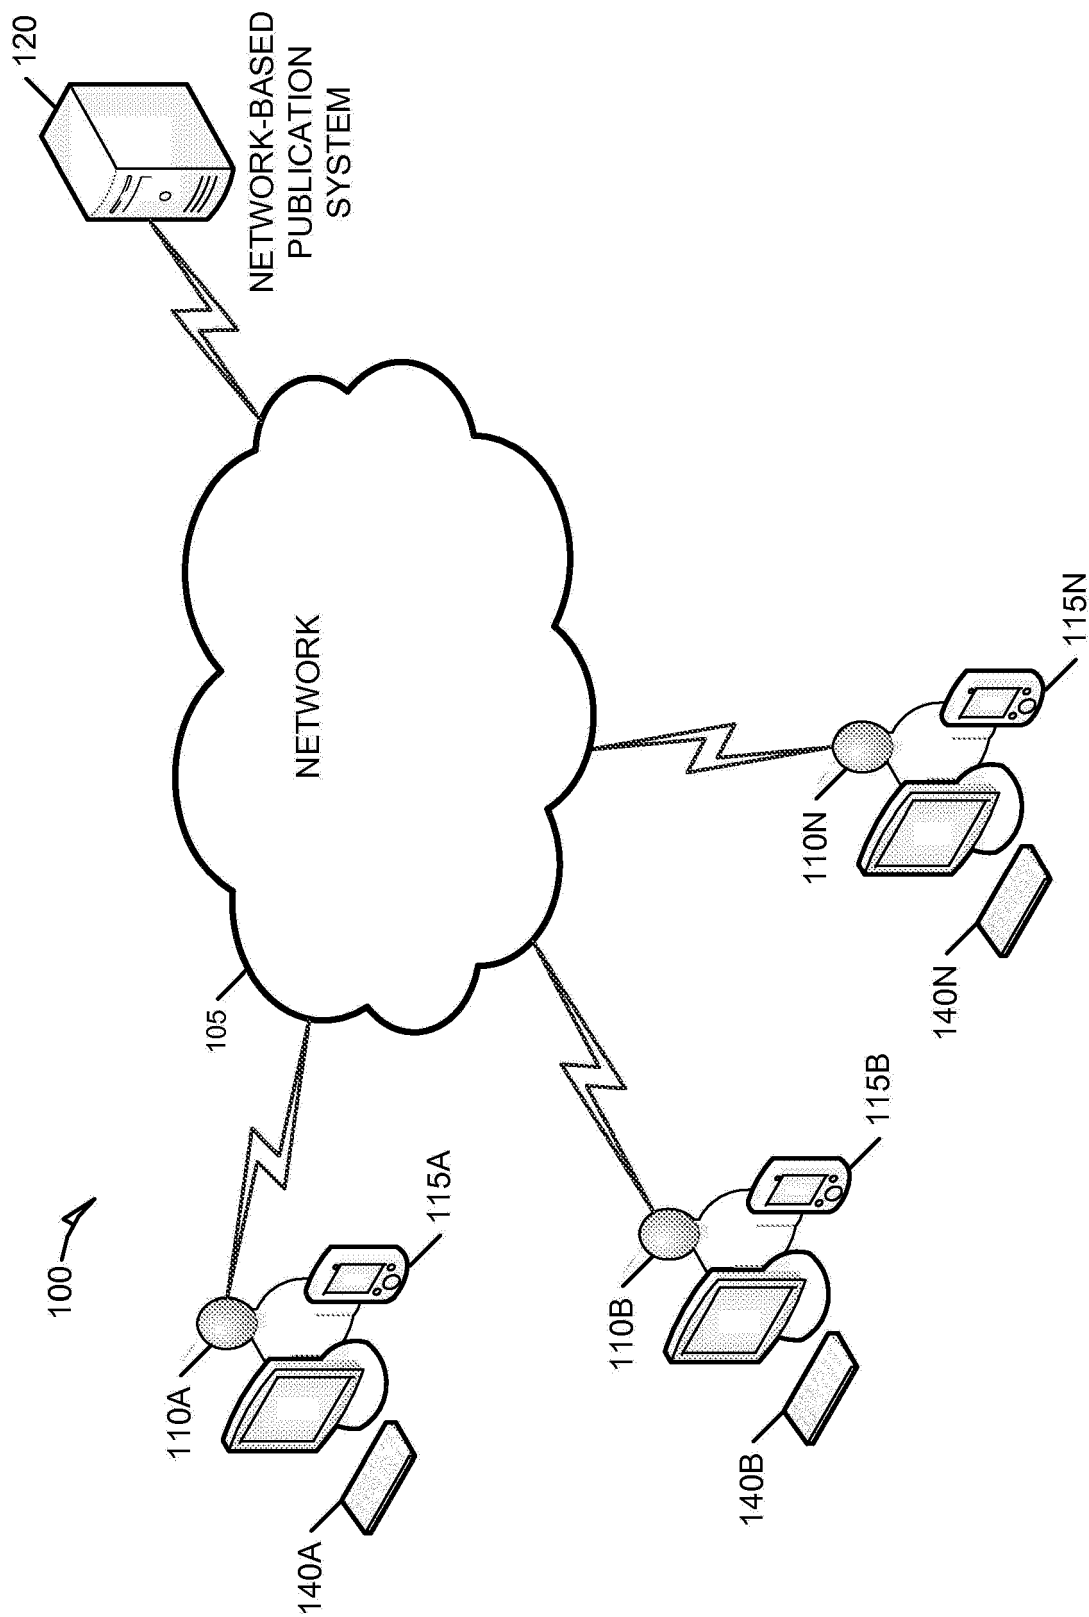 100
120
NETWORK-BASED
PUBLICATION
SYSTEM
105
NETWORK
110A
115A
140A
110B
115B
140B
110N
115N
140N